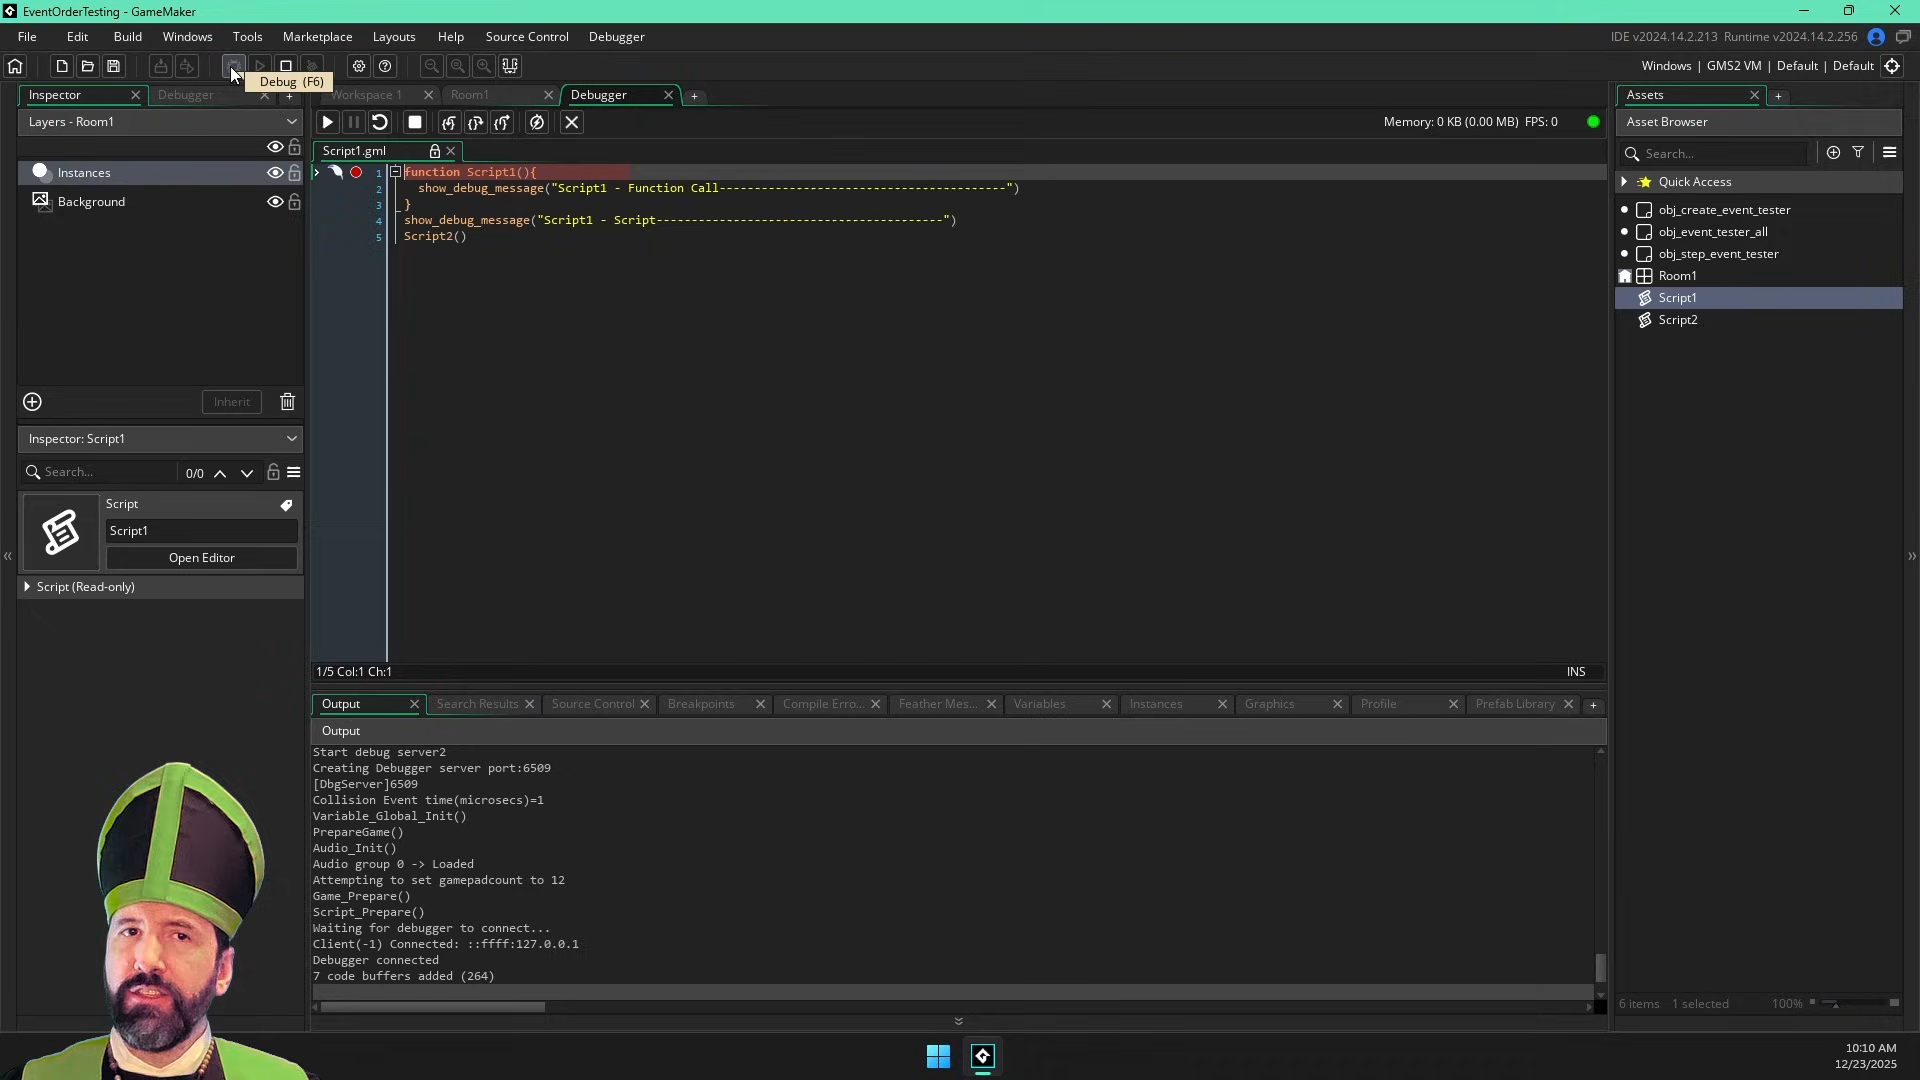 EventOrderTesting - GameMaker
File Edit Build Windows Tools Marketplace Layouts Help Source Control Debugger
IDE v2024.14.2.213 Runtime v2024.14.2.256
Debug (F6)
Windows | GMS2 VM | Default | Default
Inspector
Debugger
Workspace 1
Room1
Debugger
Assets
Layers - Room1
Memory: 0 KB (0.00 MB) FPS: 0
Asset Browser
Script1.gml
Search...
Instances
Background
1 function Script1(){
2 show_debug_message("Script1 - Function Call-----------------------------------------")
3 }
4 show_debug_message("Script1 - Script-----------------------------------------")
5 Script2()
Quick Access
obj_create_event_tester
obj_event_tester_all
obj_step_event_tester
Room1
Script1
Script2
Inherit
Inspector: Script1
Search...
0/0
Script
Script1
Open Editor
Script (Read-only)
1/5 Col:1 Ch:1
INS
Output Search Results Source Control Breakpoints Compile Erro... Feather Mes... Variables Instances Graphics Profile Prefab Library
Output
Start debug server2
Creating Debugger server port:6509
[DbgServer]6509
Collision Event time(microsecs)=1
Variable_Global_Init()
PrepareGame()
Audio_Init()
Audio group 0 -> Loaded
Attempting to set gamepadcount to 12
Game_Prepare()
Script_Prepare()
Waiting for debugger to connect...
Client(-1) Connected: ::ffff:127.0.0.1
Debugger connected
7 code buffers added (264)
6 items 1 selected 100%
10:10 AM
12/23/2025